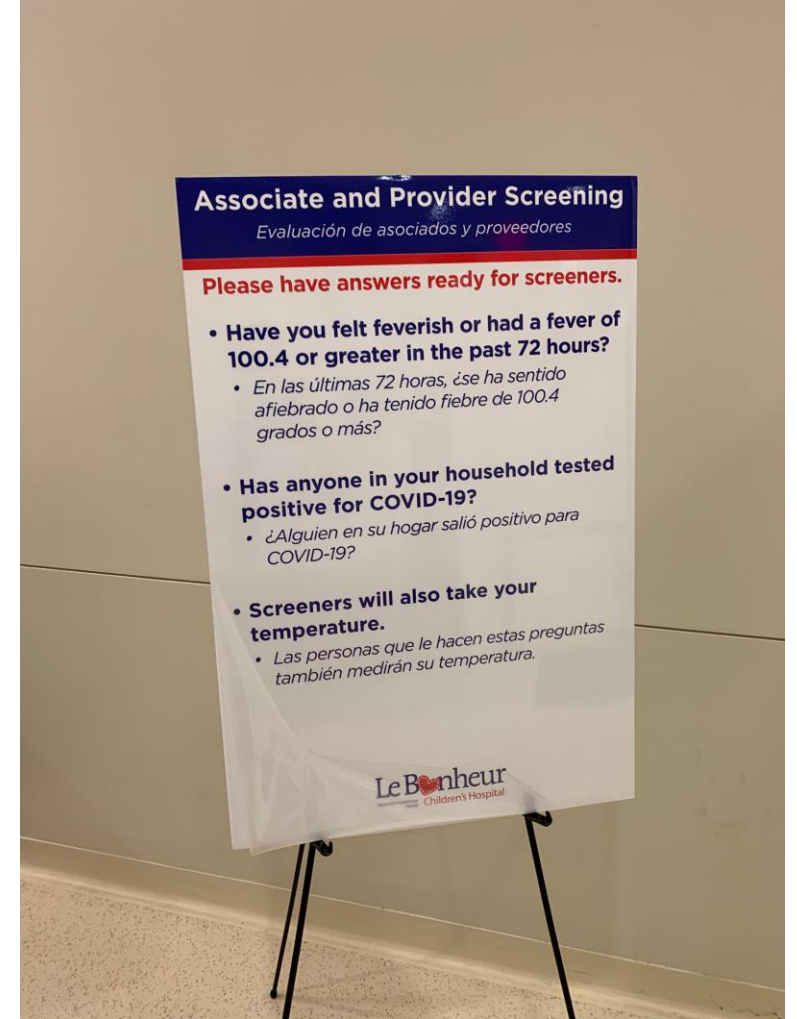 Associate and Provider Screening
Evaluación de asociados y proveedores
Please have answers ready for screeners.
• Have you felt feverish or had a fever of
100.4 or greater in the past 72 hours?
• En las últimas 72 horas, ¿se ha sentido
afiebrado o ha tenido fiebre de 100.4
grados o más?
• Has anyone in your household tested
positive for COVID-19?
• ¿Alguien en su hogar salió positivo para
COVID-19?
• Screeners will also take your
temperature.
• Las personas que le hacen estas preguntas
también medirán su temperatura.
Le Bonheur
Children's Hospital